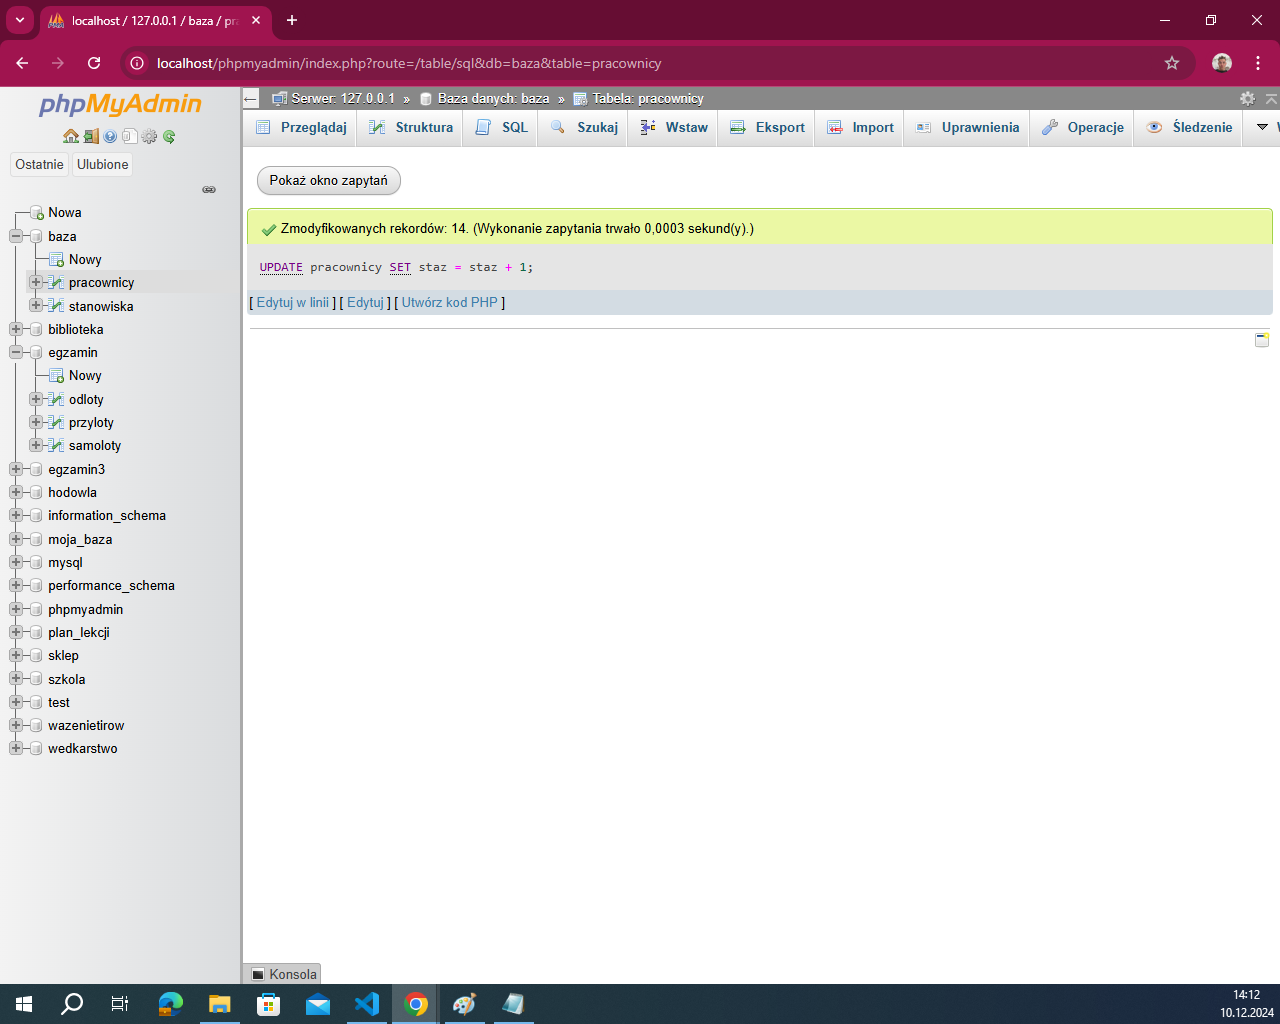 localhost / 127.0.0.1 / baza / pra
localhost/phpmyadmin/index.php?route=/table/sql&db=baza&table=pracownicy
phpMyAdmin
Ostatnie Ulubione
Nowa
baza
Nowy
pracownicy
stanowiska
biblioteka
egzamin
Nowy
odloty
przyloty
samoloty
egzamin3
hodowla
information_schema
moja_baza
mysql
performance_schema
phpmyadmin
plan_lekcji
sklep
szkola
test
wazenietirow
wedkarstwo
Serwer: 127.0.0.1 » Baza danych: baza » Tabela: pracownicy
Przeglądaj Struktura SQL Szukaj Wstaw Eksport Import Uprawnienia Operacje Śledzenie
Pokaż okno zapytań
Zmodyfikowanych rekordów: 14. (Wykonanie zapytania trwało 0,0003 sekund(y).)
UPDATE pracownicy SET staz = staz + 1;
[ Edytuj w linii ] [ Edytuj ] [ Utwórz kod PHP ]
Konsola
14:12
10.12.2024